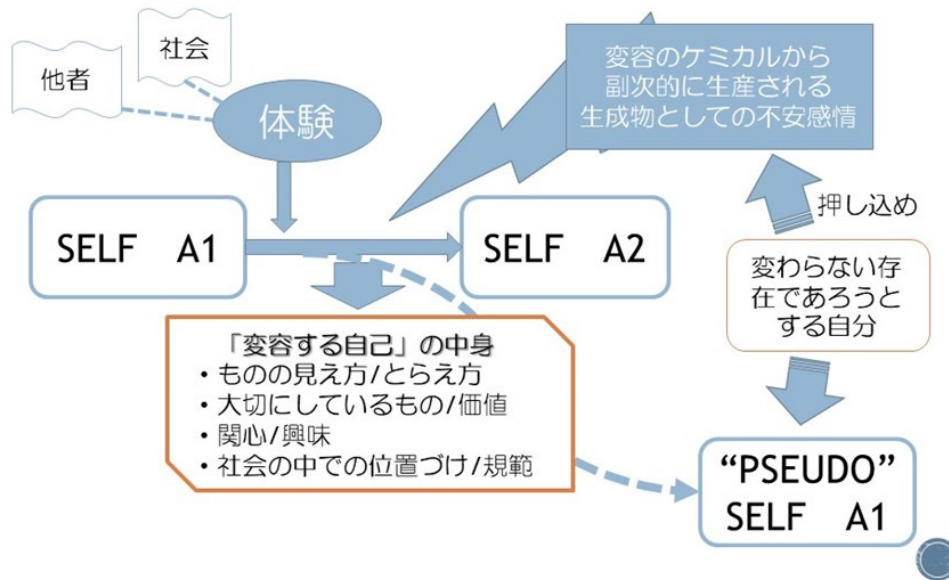 社会
他者
体験
変容のケミカルから
副次的に生産される
生成物としての不安感情
押し込め
SELF A1
SELF A2
変わらない存
在であろうと
する自分
「変容する自己」の中身
・ものの見え方/とらえ方
・大切にしているもの/価値
・関心/興味
・社会の中での位置づけ/規範
“PSEUDO”
SELF A1